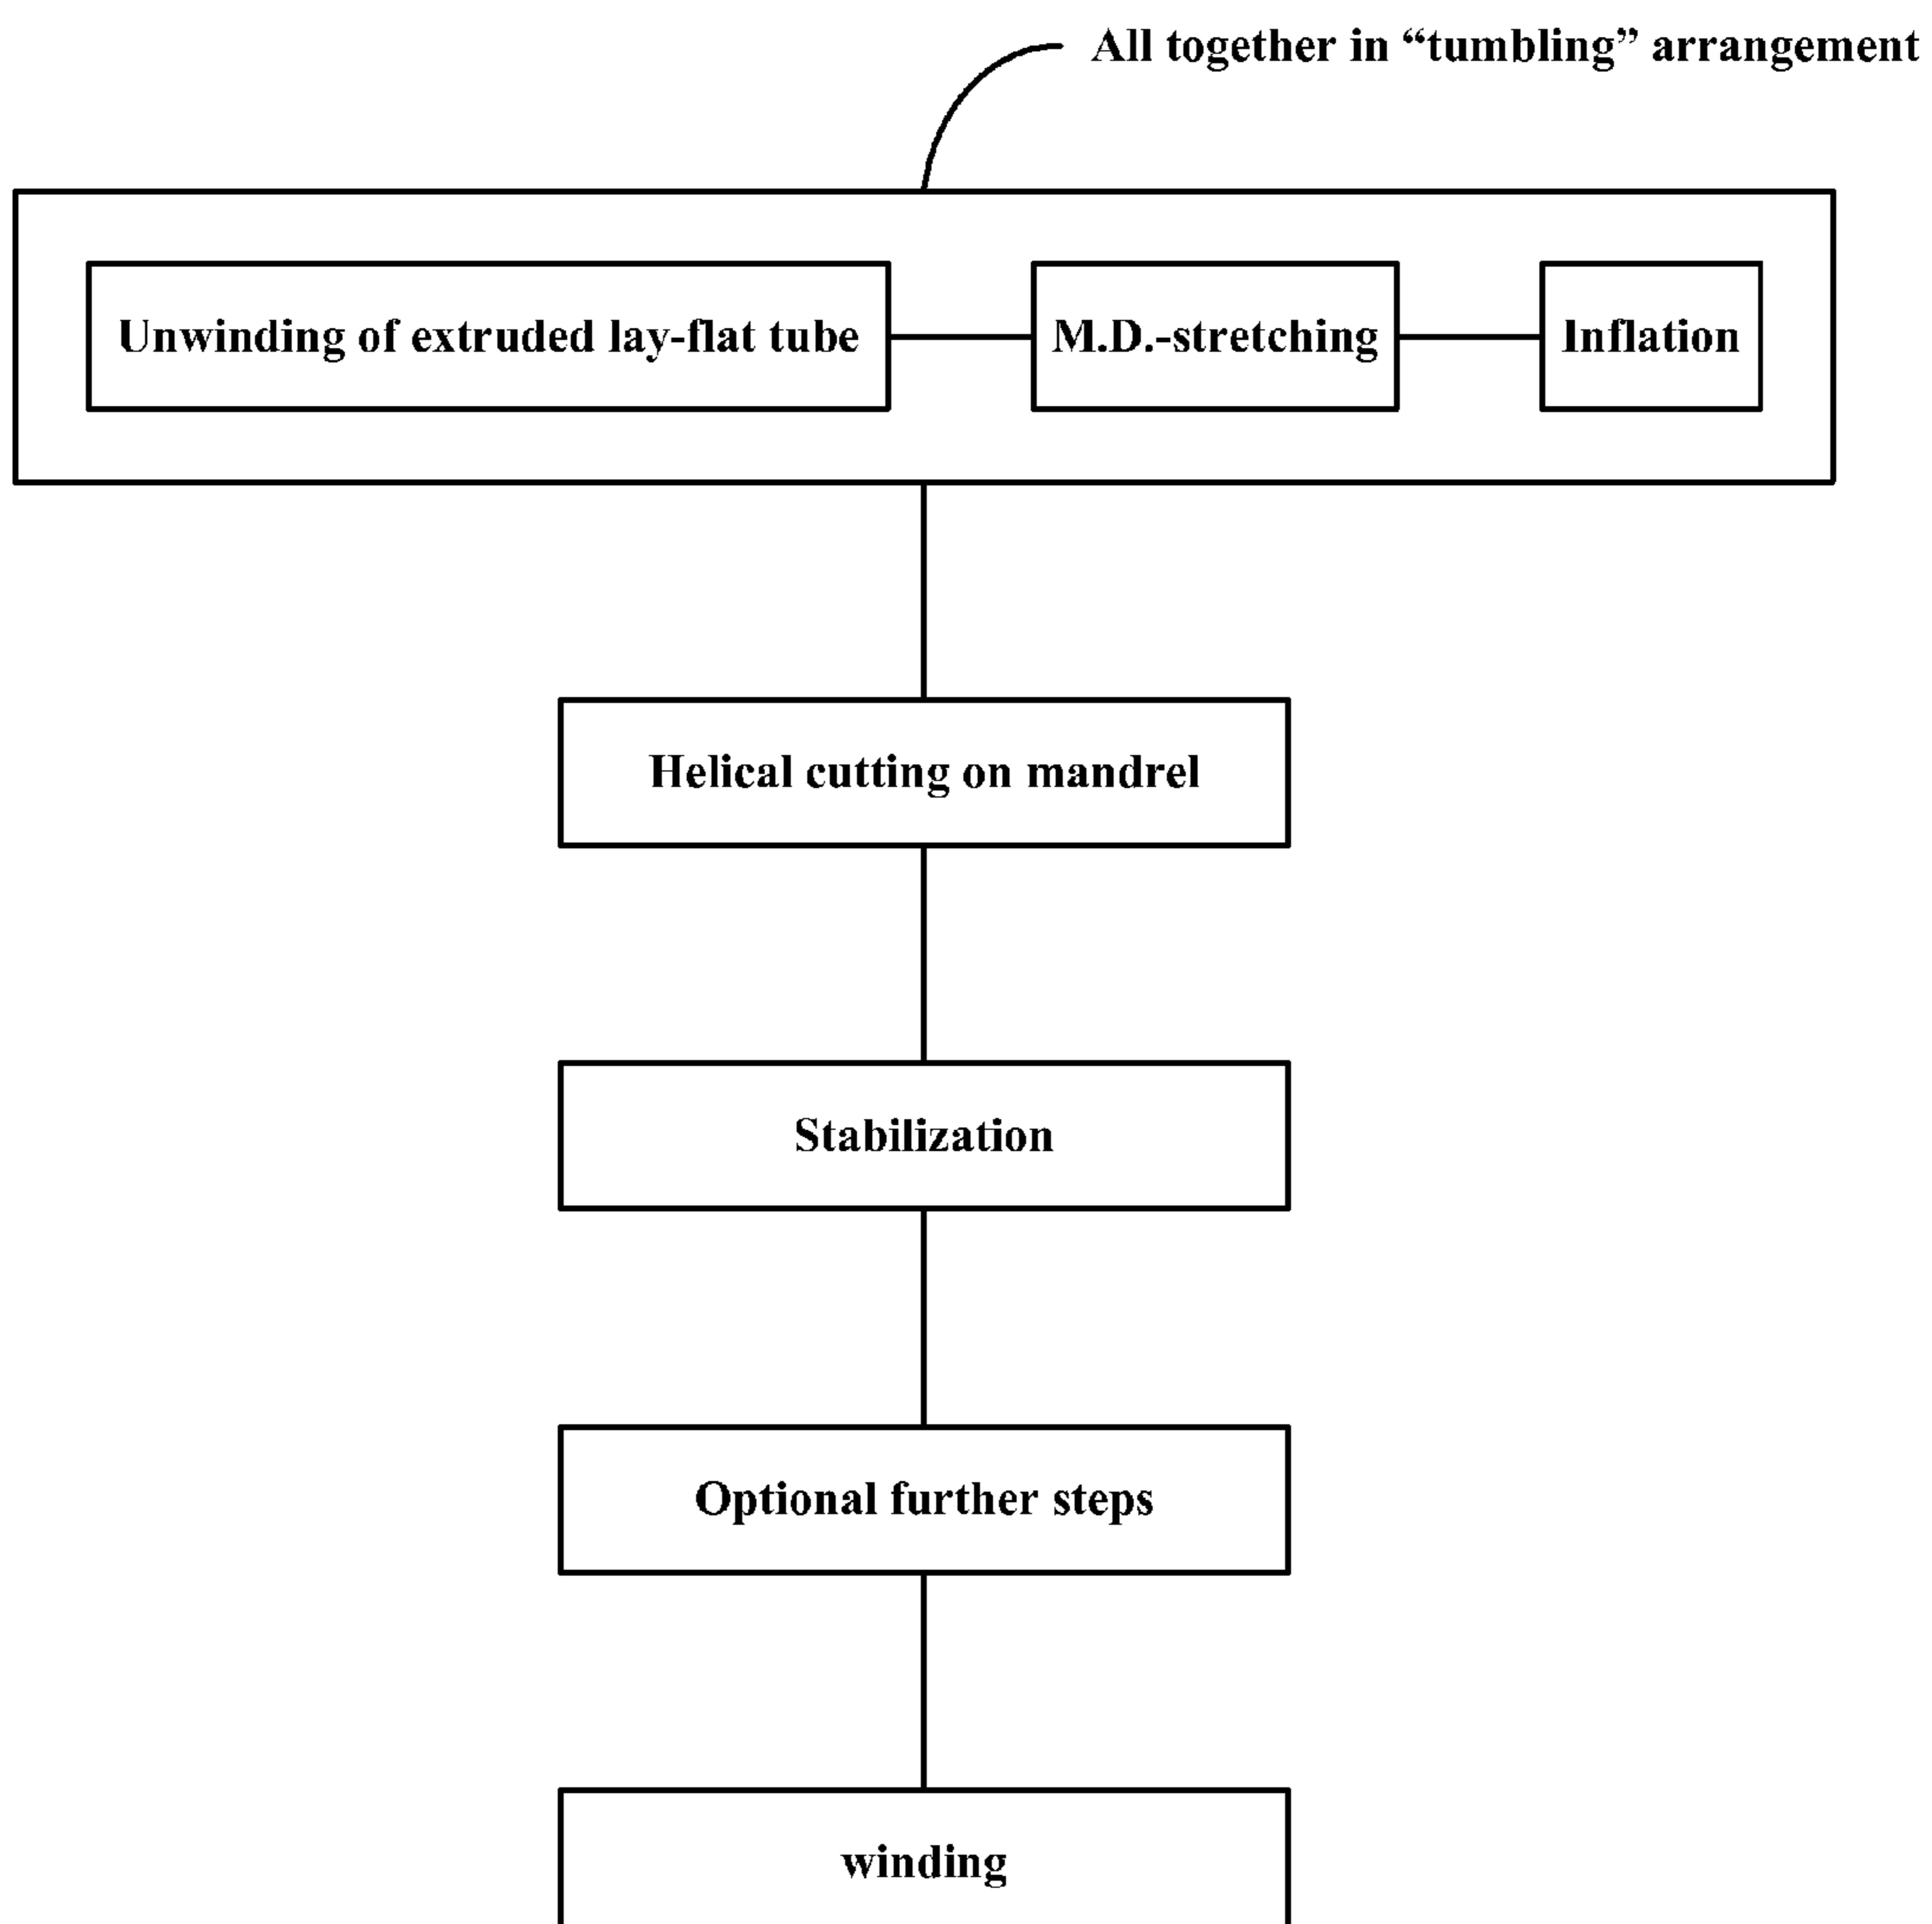 All together in “tumbling” arrangement
Unwinding of extruded lay-flat tube
M.D.-stretching
Inflation
Helical cutting on mandrel
Stabilization
Optional further steps
winding